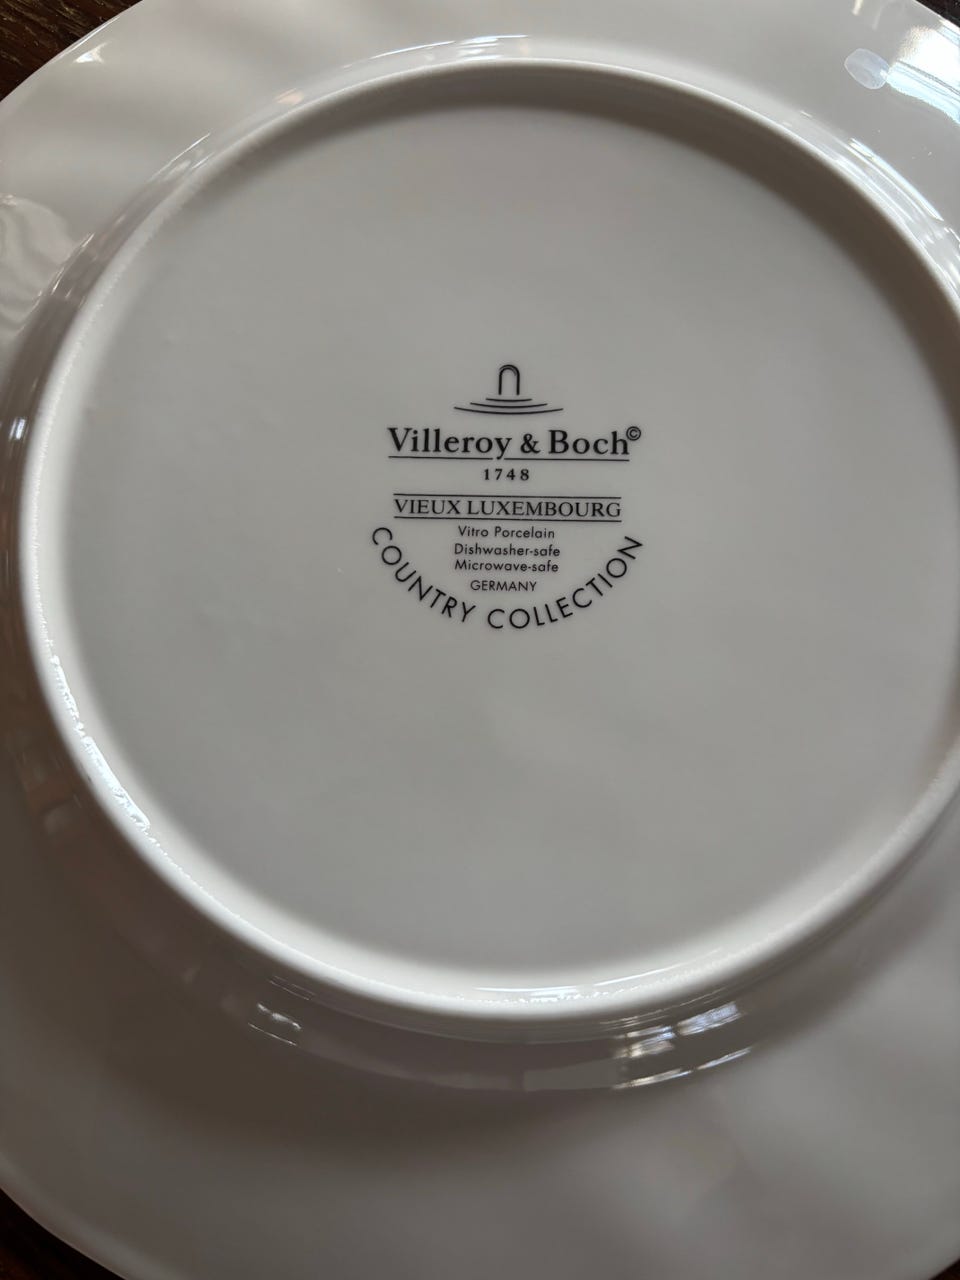 Villeroy & Boch©
1748
VIEUX LUXEMBOURG
Vitro Porcelain
Dishwasher-safe
Microwave-safe
GERMANY
COUNTRY COLLECTION